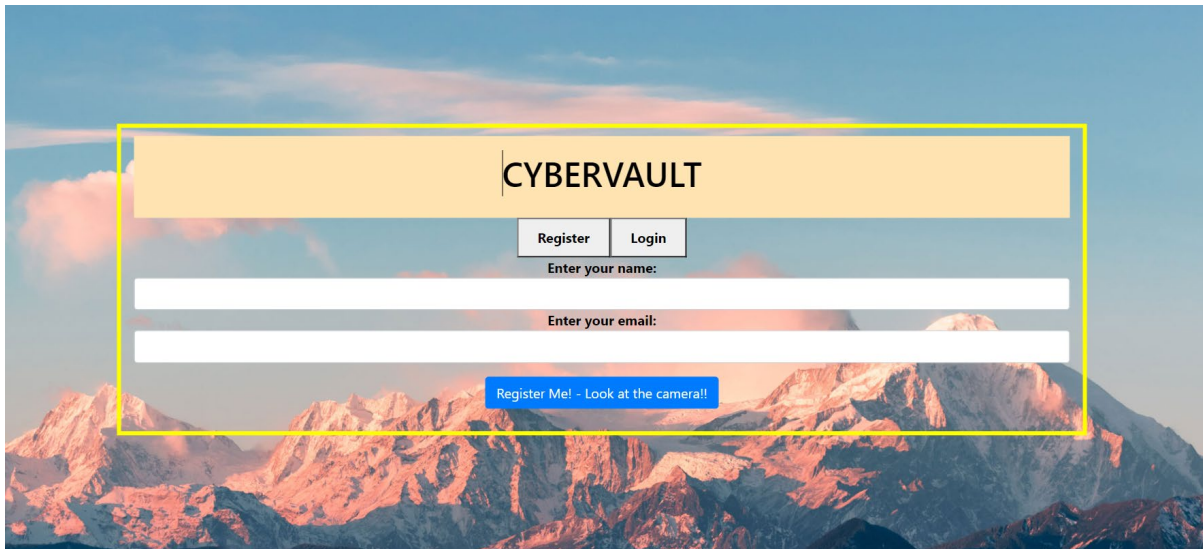 CYBERVAULT
Register Login
Enter your name:
Enter your email:
Register Me! - Look at the camera!!